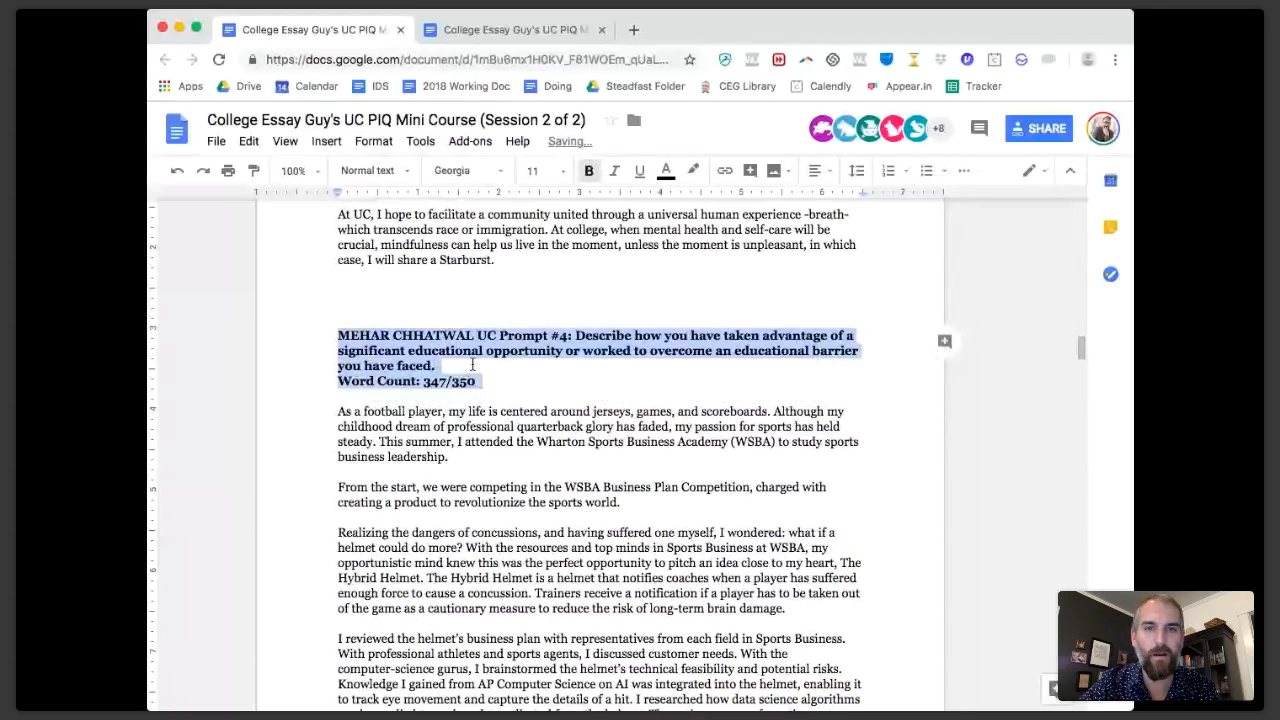 College Essay Guy's UC PIQ M
College Essay Guy's UC PIQ M
https://docs.google.com/document/d/1mBu6mx1H0KV_F81WOEm_qUaL...
Apps Drive Calendar IDS 2018 Working Doc Doing Steadfast Folder CEG Library Calendly Appear.In Tracker
College Essay Guy's UC PIQ Mini Course (Session 2 of 2)
+8
SHARE
File Edit View Insert Format Tools Add-ons Help Saving...
100% Normal text Georgia 11 B I U A
1 1 2 3 4 5 6 7
At UC, I hope to facilitate a community united through a universal human experience -breath-
which transcends race or immigration. At college, when mental health and self-care will be
crucial, mindfulness can help us live in the moment, unless the moment is unpleasant, in which
case, I will share a Starburst.
MEHAR CHHATWAL UC Prompt #4: Describe how you have taken advantage of a
significant educational opportunity or worked to overcome an educational barrier
you have faced.
Word Count: 347/350
As a football player, my life is centered around jerseys, games, and scoreboards. Although my
childhood dream of professional quarterback glory has faded, my passion for sports has held
steady. This summer, I attended the Wharton Sports Business Academy (WSBA) to study sports
business leadership.
From the start, we were competing in the WSBA Business Plan Competition, charged with
creating a product to revolutionize the sports world.
Realizing the dangers of concussions, and having suffered one myself, I wondered: what if a
helmet could do more? With the resources and top minds in Sports Business at WSBA, my
opportunistic mind knew this was the perfect opportunity to pitch an idea close to my heart, The
Hybrid Helmet. The Hybrid Helmet is a helmet that notifies coaches when a player has suffered
enough force to cause a concussion. Trainers receive a notification if a player has to be taken out
of the game as a cautionary measure to reduce the risk of long-term brain damage.
I reviewed the helmet's business plan with representatives from each field in Sports Business.
With professional athletes and sports agents, I discussed customer needs. With the
computer-science gurus, I brainstormed the helmet's technical feasibility and potential risks.
Knowledge I gained from AP Computer Science on AI was integrated into the helmet, enabling it
to track eye movement and capture the details of a hit. I researched how data science algorithms